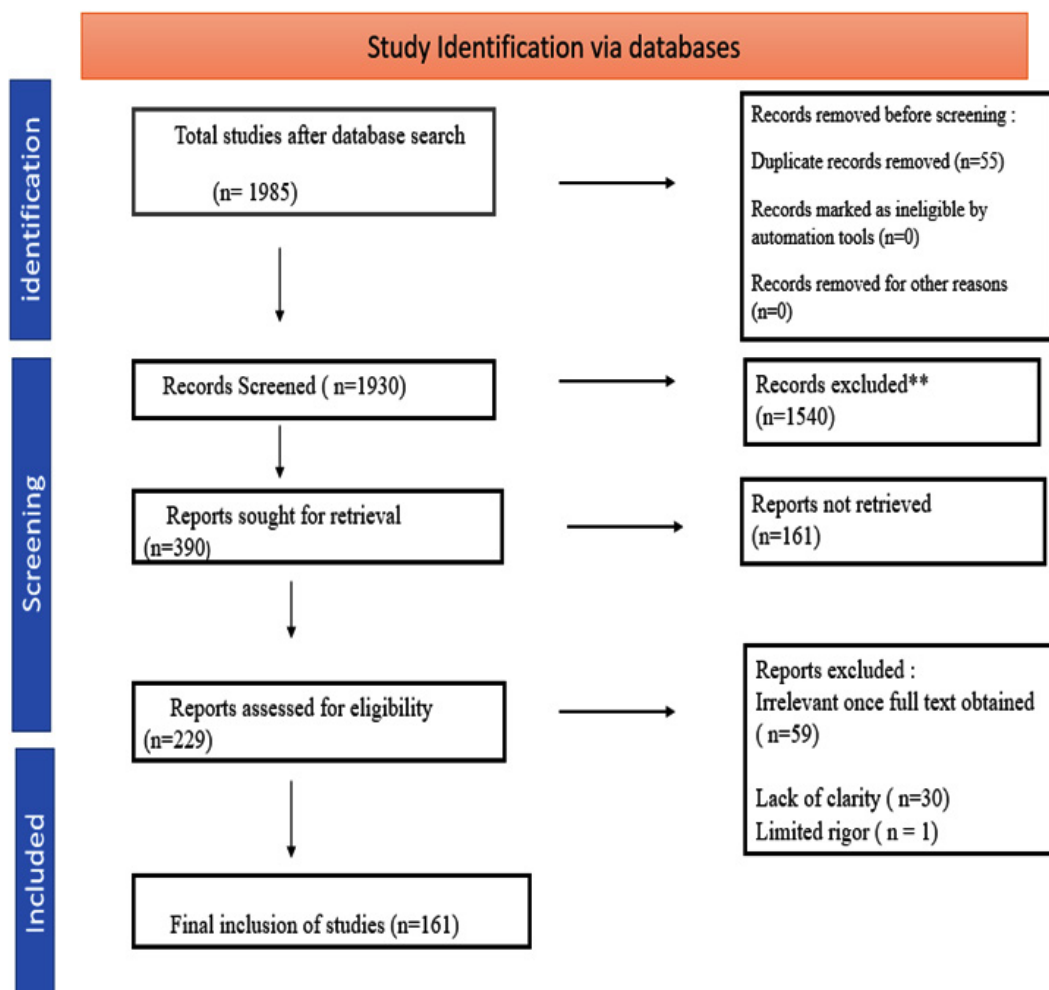 Study Identification via databases
identification
Total studies after database search
(n= 1985)
Records removed before screening :
Duplicate records removed (n=55)
Records marked as ineligible by
automation tools (n=0)
Records removed for other reasons
(n=0)
Screening
Records Screened ( n=1930)
Records excluded**
(n=1540)
Reports sought for retrieval
(n=390)
Reports not retrieved
(n=161)
Reports assessed for eligibility
(n=229)
Reports excluded :
Irrelevant once full text obtained
( n=59)
Lack of clarity ( n=30)
Limited rigor ( n = 1)
Included
Final inclusion of studies (n=161)